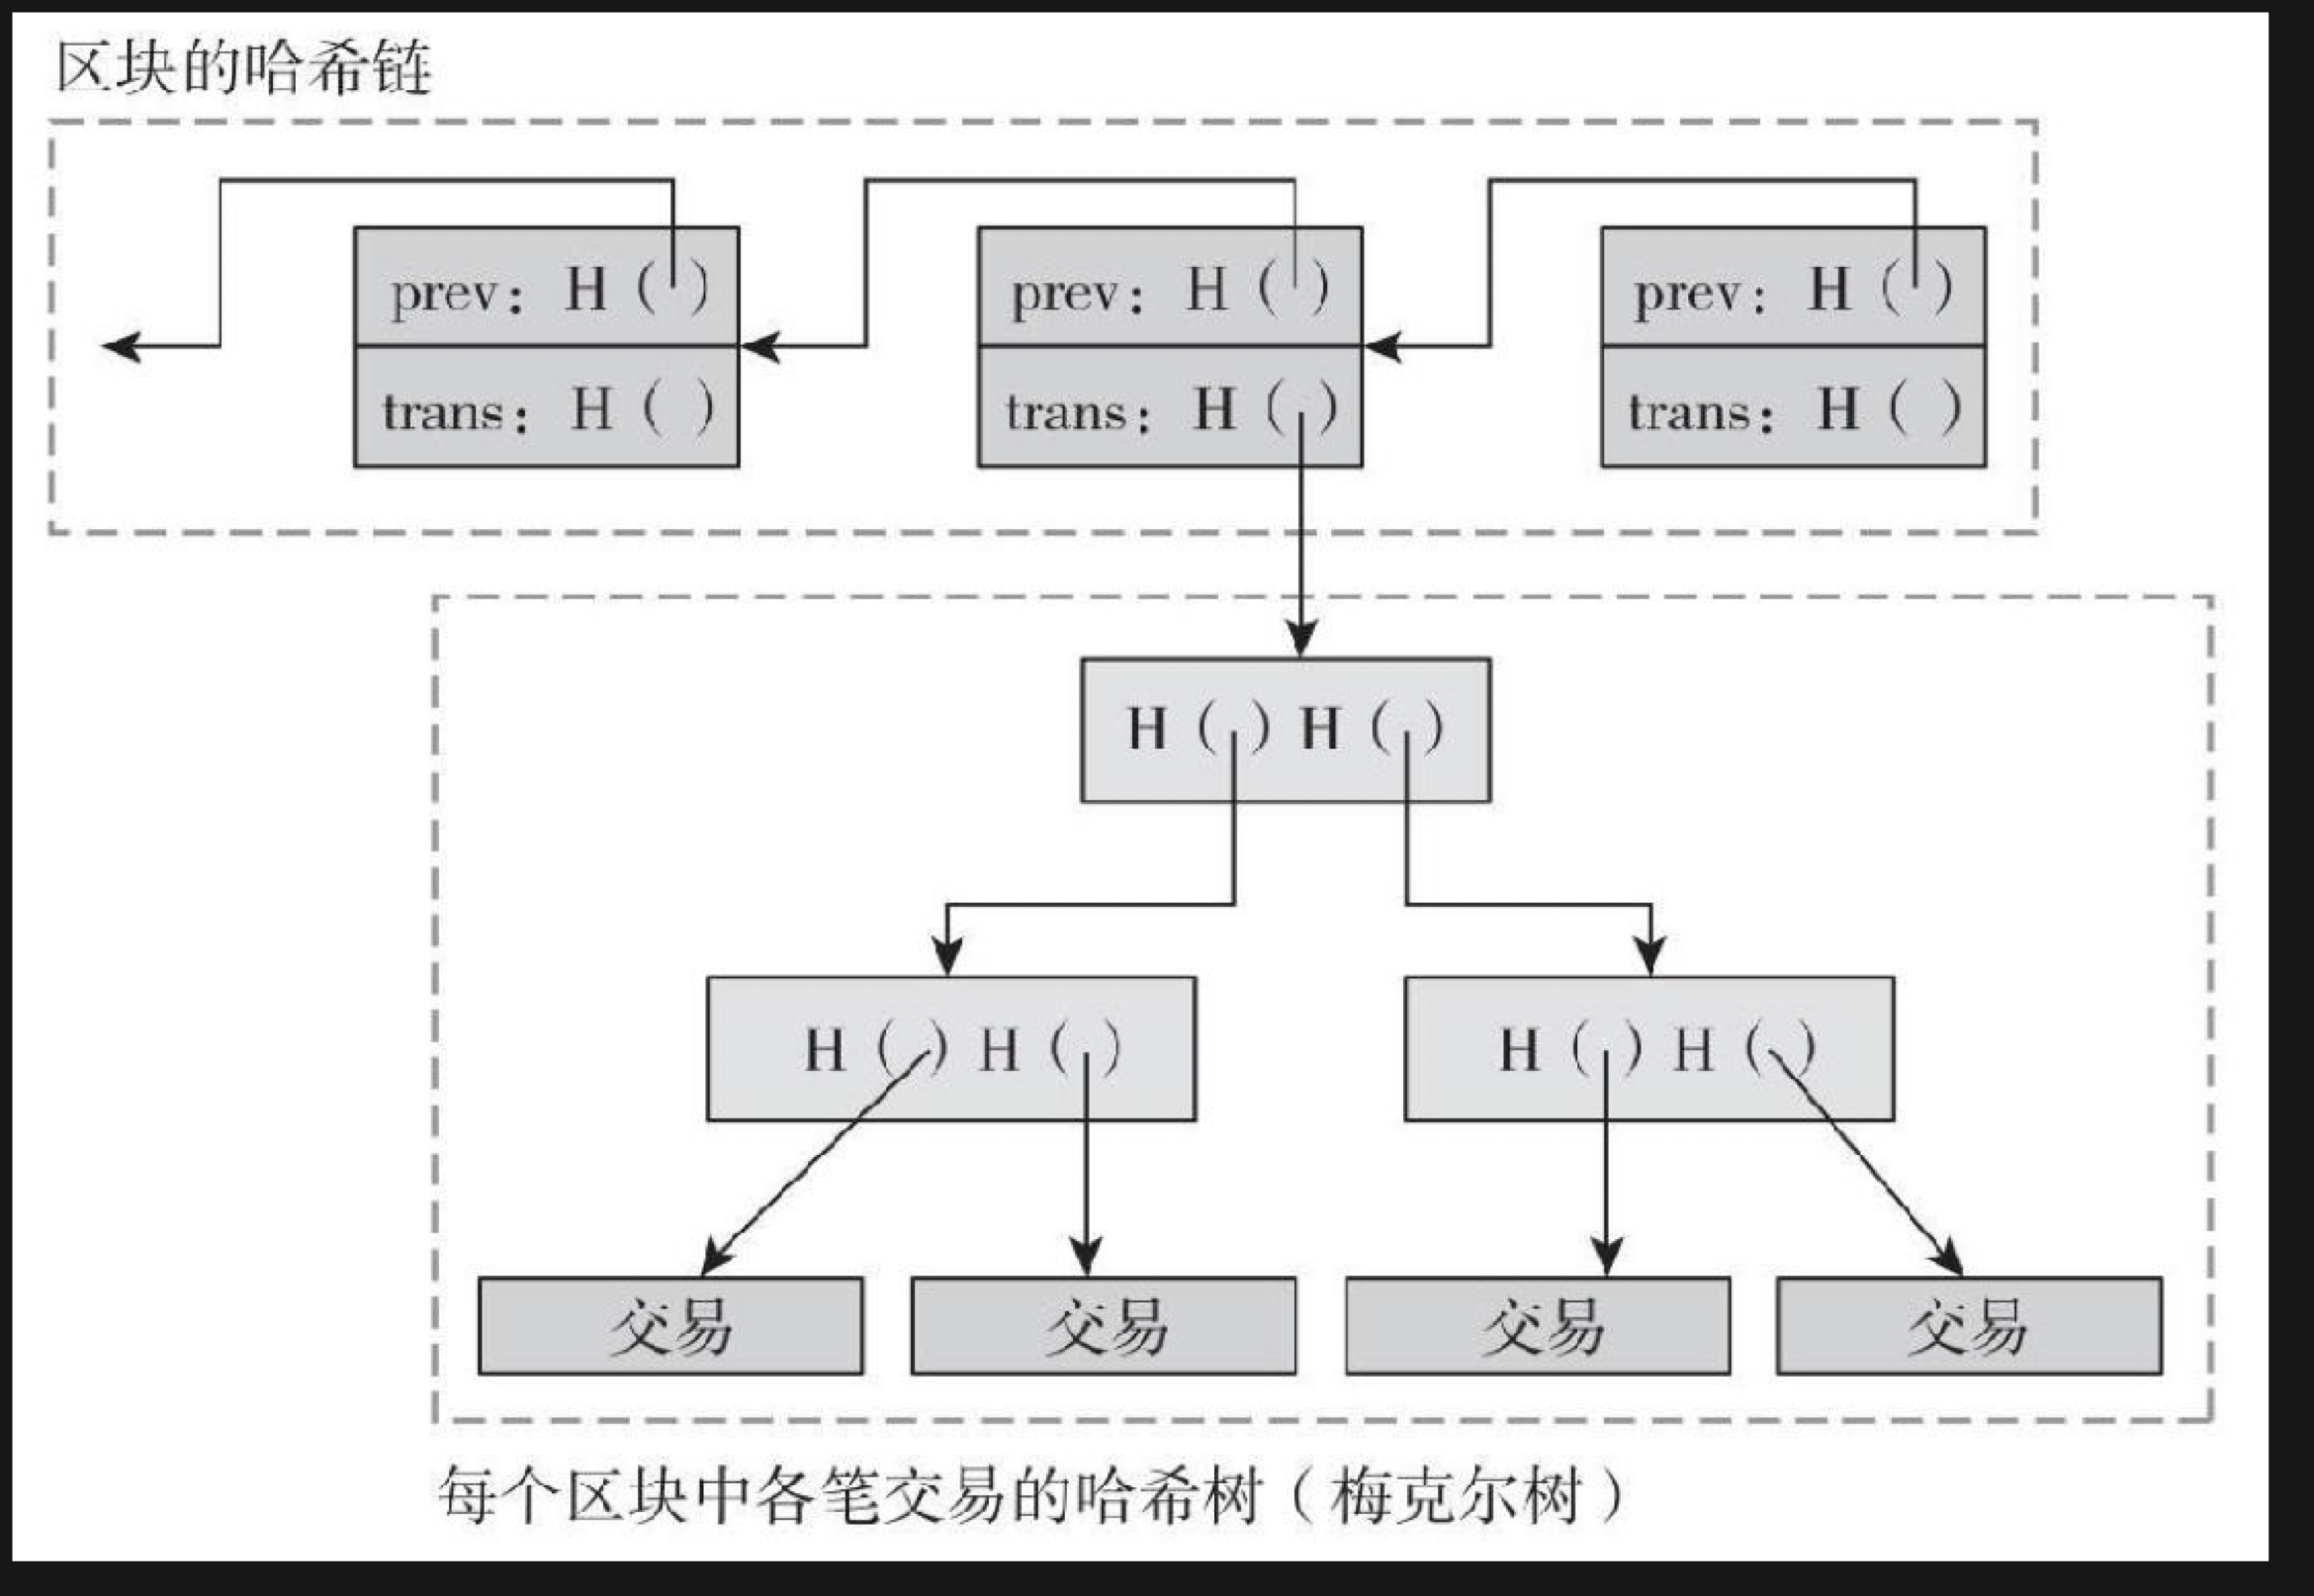 区块的哈希链
prev：H（ ） prev：H（ ） prev：H（ ）
trans：H（ ） trans：H（ ） trans：H（ ）
H（ ）H（ ）
H（ ）H（ ） H（ ）H（ ）
交易 交易 交易 交易
每个区块中各笔交易的哈希树（梅克尔树）